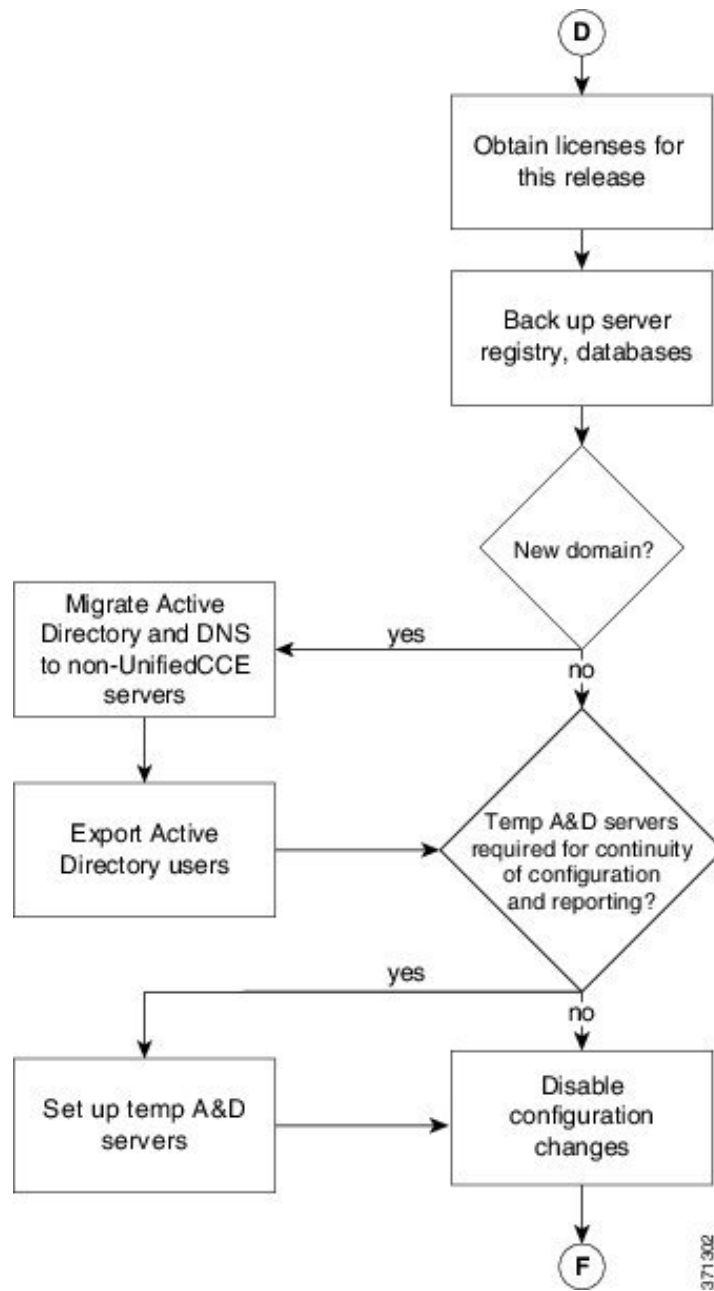 D
Obtain licenses for
this release
Back up server
registry, databases
New domain?
yes
no
Migrate Active
Directory and DNS
to non-UnifiedCCE
servers
Export Active
Directory users
Temp A&D servers
required for continuity
of configuration
and reporting?
yes
no
Set up temp A&D
servers
Disable
configuration
changes
F
371302